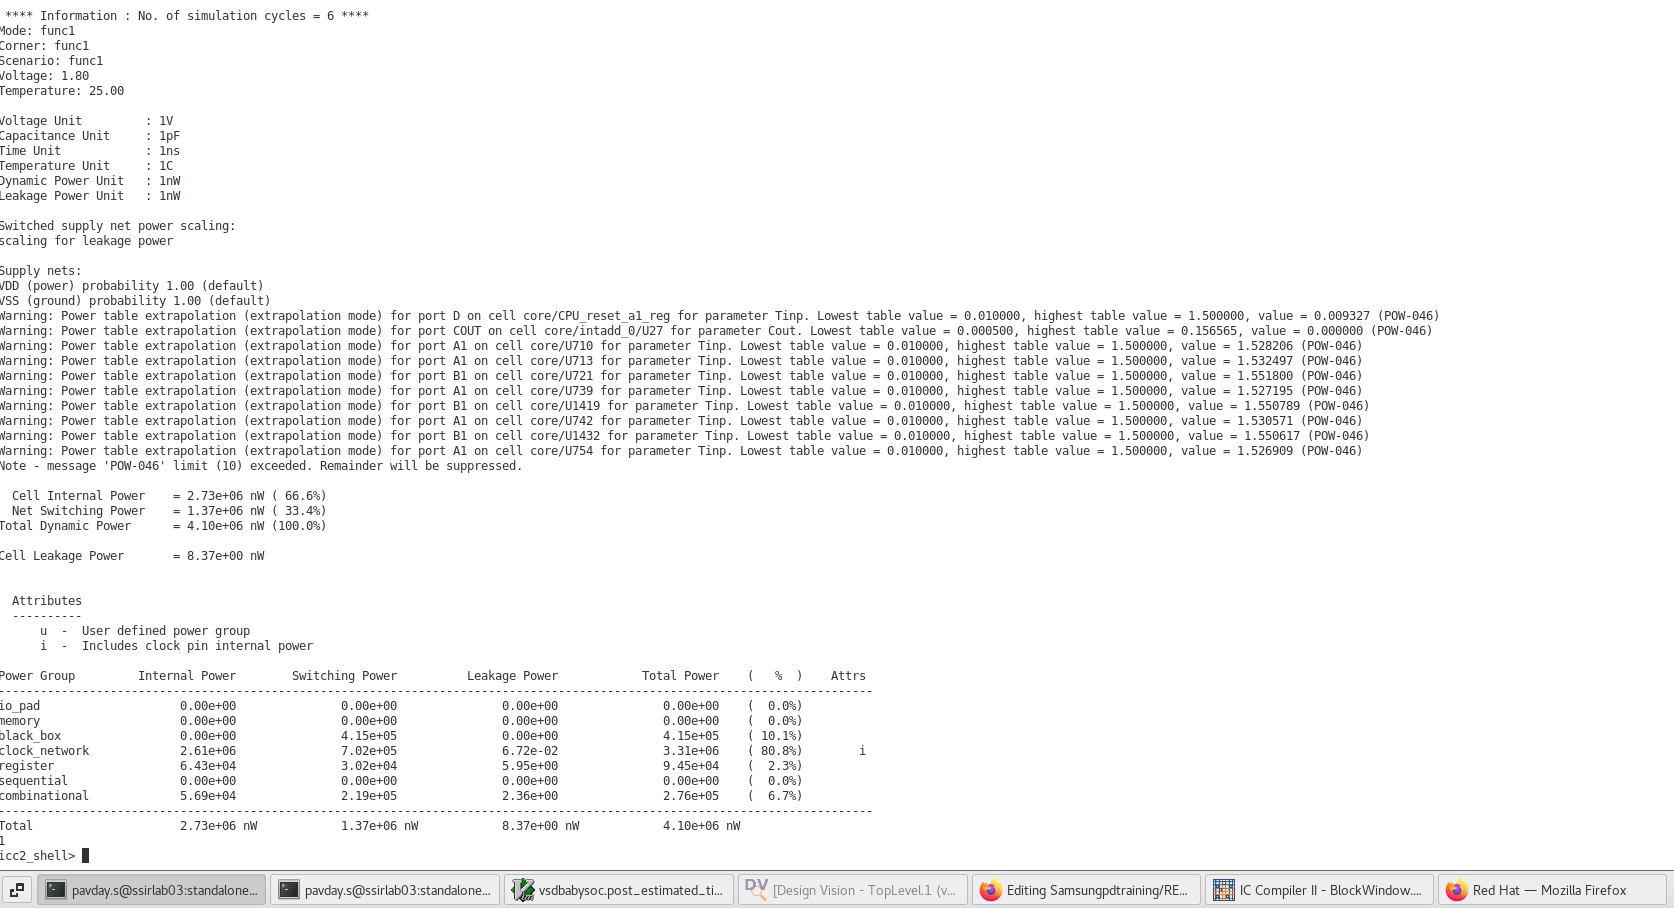 **** Information : No. of simulation cycles = 6 ****
Mode: func1
Corner: func1
Scenario: func1
Voltage: 1.80
Temperature: 25.00
Voltage Unit : 1V
Capacitance Unit : 1pF
Time Unit : 1ns
Temperature Unit : 1C
Dynamic Power Unit : 1nW
Leakage Power Unit : 1nW
Switched supply net power scaling:
scaling for leakage power
Supply nets:
VDD (power) probability 1.00 (default)
VSS (ground) probability 1.00 (default)
Warning: Power table extrapolation (extrapolation mode) for port D on cell core/CPU_reset_a1_reg for parameter Tinp. Lowest table value = 0.010000, highest table value = 1.500000, value = 0.009327 (POW-046)
Warning: Power table extrapolation (extrapolation mode) for port COUT on cell core/intadd_0/U27 for parameter Cout. Lowest table value = 0.000500, highest table value = 0.156565, value = 0.000000 (POW-046)
Warning: Power table extrapolation (extrapolation mode) for port A1 on cell core/U710 for parameter Tinp. Lowest table value = 0.010000, highest table value = 1.500000, value = 1.528206 (POW-046)
Warning: Power table extrapolation (extrapolation mode) for port A1 on cell core/U713 for parameter Tinp. Lowest table value = 0.010000, highest table value = 1.500000, value = 1.532497 (POW-046)
Warning: Power table extrapolation (extrapolation mode) for port B1 on cell core/U721 for parameter Tinp. Lowest table value = 0.010000, highest table value = 1.500000, value = 1.551800 (POW-046)
Warning: Power table extrapolation (extrapolation mode) for port A1 on cell core/U739 for parameter Tinp. Lowest table value = 0.010000, highest table value = 1.500000, value = 1.527195 (POW-046)
Warning: Power table extrapolation (extrapolation mode) for port B1 on cell core/U1419 for parameter Tinp. Lowest table value = 0.010000, highest table value = 1.500000, value = 1.550789 (POW-046)
Warning: Power table extrapolation (extrapolation mode) for port A1 on cell core/U742 for parameter Tinp. Lowest table value = 0.010000, highest table value = 1.500000, value = 1.530571 (POW-046)
Warning: Power table extrapolation (extrapolation mode) for port B1 on cell core/U1432 for parameter Tinp. Lowest table value = 0.010000, highest table value = 1.500000, value = 1.550617 (POW-046)
Warning: Power table extrapolation (extrapolation mode) for port A1 on cell core/U754 for parameter Tinp. Lowest table value = 0.010000, highest table value = 1.500000, value = 1.526909 (POW-046)
Note - message 'POW-046' limit (10) exceeded. Remainder will be suppressed.
Cell Internal Power = 2.73e+06 nW ( 66.6%)
Net Switching Power = 1.37e+06 nW ( 33.4%)
Total Dynamic Power = 4.10e+06 nW (100.0%)
Cell Leakage Power = 8.37e+00 nW
Attributes
----------
u - User defined power group
i - Includes clock pin internal power
Power Group Internal Power Switching Power Leakage Power Total Power ( % ) Attrs
io_pad 0.00e+00 0.00e+00 0.00e+00 0.00e+00 ( 0.0%)
memory 0.00e+00 0.00e+00 0.00e+00 0.00e+00 ( 0.0%)
black_box 0.00e+00 4.15e+05 0.00e+00 4.15e+05 ( 10.1%)
clock_network 2.61e+06 7.02e+05 6.72e-02 3.31e+06 ( 80.8%) i
register 6.43e+04 3.02e+04 5.95e+00 9.45e+04 ( 2.3%)
sequential 0.00e+00 0.00e+00 0.00e+00 0.00e+00 ( 0.0%)
combinational 5.69e+04 2.19e+05 2.36e+00 2.76e+05 ( 6.7%)
Total 2.73e+06 nW 1.37e+06 nW 8.37e+00 nW 4.10e+06 nW
1
icc2_shell>
pavday.s@ssirlab03:standalone... pavday.s@ssirlab03:standalone... vsdbabysoc.post_estimated_ti... [Design Vision - TopLevel.1 (v... Editing Samsungpdtraining/RE... IC Compiler II - BlockWindow.... Red Hat — Mozilla Firefox